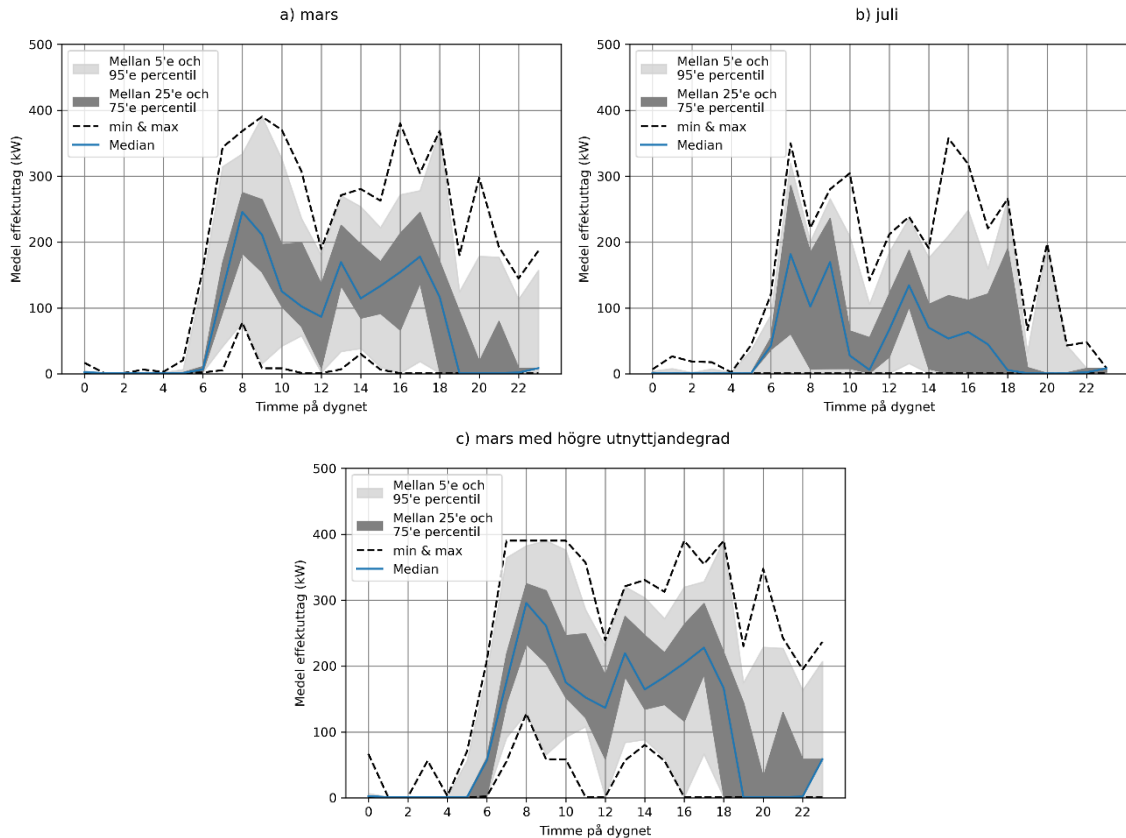 a) mars
500
400
300
200
100
0
Medel effektuttag (kW)
Mellan 5'e och
95'e percentil
Mellan 25'e och
75'e percentil
min & max
Median
0 2 4 6 8 10 12 14 16 18 20 22
Timme på dygnet
b) juli
500
400
300
200
100
0
Medel effektuttag (kW)
Mellan 5'e och
95'e percentil
Mellan 25'e och
75'e percentil
min & max
Median
0 2 4 6 8 10 12 14 16 18 20 22
Timme på dygnet
c) mars med högre utnyttjandegrad
500
400
300
200
100
0
Medel effektuttag (kW)
Mellan 5'e och
95'e percentil
Mellan 25'e och
75'e percentil
min & max
Median
0 2 4 6 8 10 12 14 16 18 20 22
Timme på dygnet